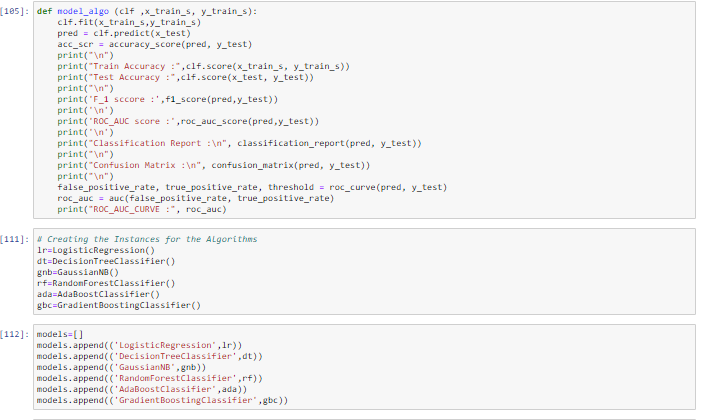 [105]: def model_algo (clf ,x_train_s, y_train_s):
clf.fit(x_train_s,y_train_s)
pred = clf.predict(x_test)
acc_scr = accuracy_score(pred, y_test)
print("\n")
print("Train Accuracy :",clf.score(x_train_s, y_train_s))
print("Test Accuracy :",clf.score(x_test, y_test))
print("\n")
print('F_1 sccore :',f1_score(pred,y_test))
print('\n')
print('ROC_AUC score :',roc_auc_score(pred,y_test))
print('\n')
print("Classification Report :\n", classification_report(pred, y_test))
print("\n")
print("Confusion Matrix :\n", confusion_matrix(pred, y_test))
print("\n")
false_positive_rate, true_positive_rate, threshold = roc_curve(pred, y_test)
roc_auc = auc(false_positive_rate, true_positive_rate)
print("ROC_AUC_CURVE :", roc_auc)
[111]: # Creating the Instances for the Algorithms
lr=LogisticRegression()
dt=DecisionTreeClassifier()
gnb=GaussianNB()
rf=RandomForestClassifier()
ada=AdaBoostClassifier()
gbc=GradientBoostingClassifier()
[112]: models=[]
models.append(('LogisticRegression',lr))
models.append(('DecisionTreeClassifier',dt))
models.append(('GaussianNB',gnb))
models.append(('RandomForestClassifier',rf))
models.append(('AdaBoostClassifier',ada))
models.append(('GradientBoostingClassifier',gbc))